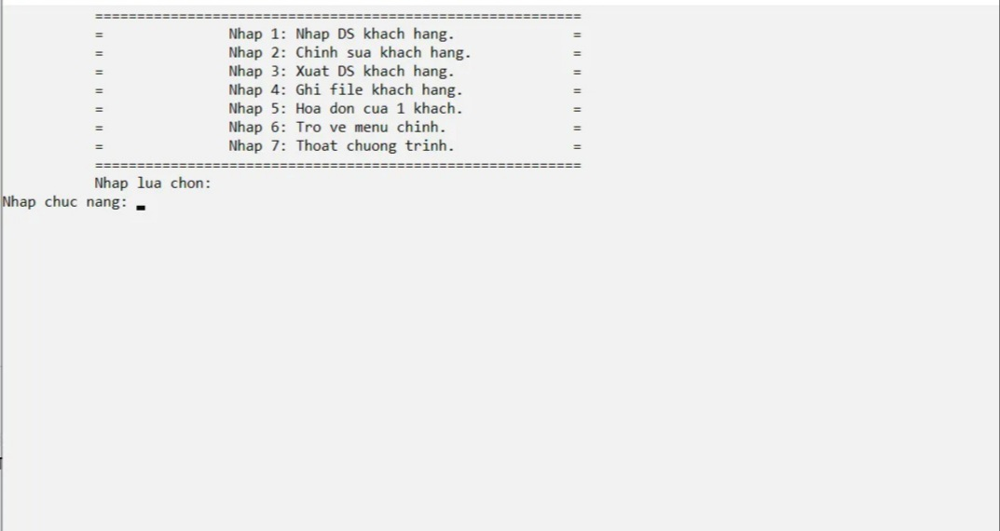 ==========================================================
= Nhap 1: Nhap DS khach hang. =
= Nhap 2: Chinh sua khach hang. =
= Nhap 3: Xuat DS khach hang. =
= Nhap 4: Ghi file khach hang. =
= Nhap 5: Hoa don cua 1 khach. =
= Nhap 6: Tro ve menu chinh. =
= Nhap 7: Thoat chuong trinh. =
==========================================================
Nhap lua chon:
Nhap chuc nang: